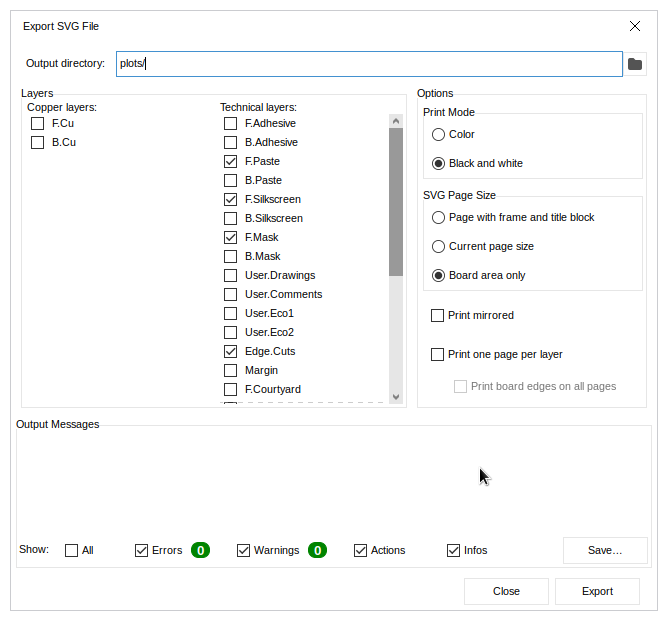 Export SVG File
Output directory: plots/
Layers
Copper layers:
F.Cu
B.Cu
Technical layers:
F.Adhesive
B.Adhesive
F.Paste
B.Paste
F.Silkscreen
B.Silkscreen
F.Mask
B.Mask
User.Drawings
User.Comments
User.Eco1
User.Eco2
Edge.Cuts
Margin
F.Courtyard
Options
Print Mode
Color
Black and white
SVG Page Size
Page with frame and title block
Current page size
Board area only
Print mirrored
Print one page per layer
Print board edges on all pages
Output Messages
Show: All Errors 0 Warnings 0 Actions Infos Save...
Close Export